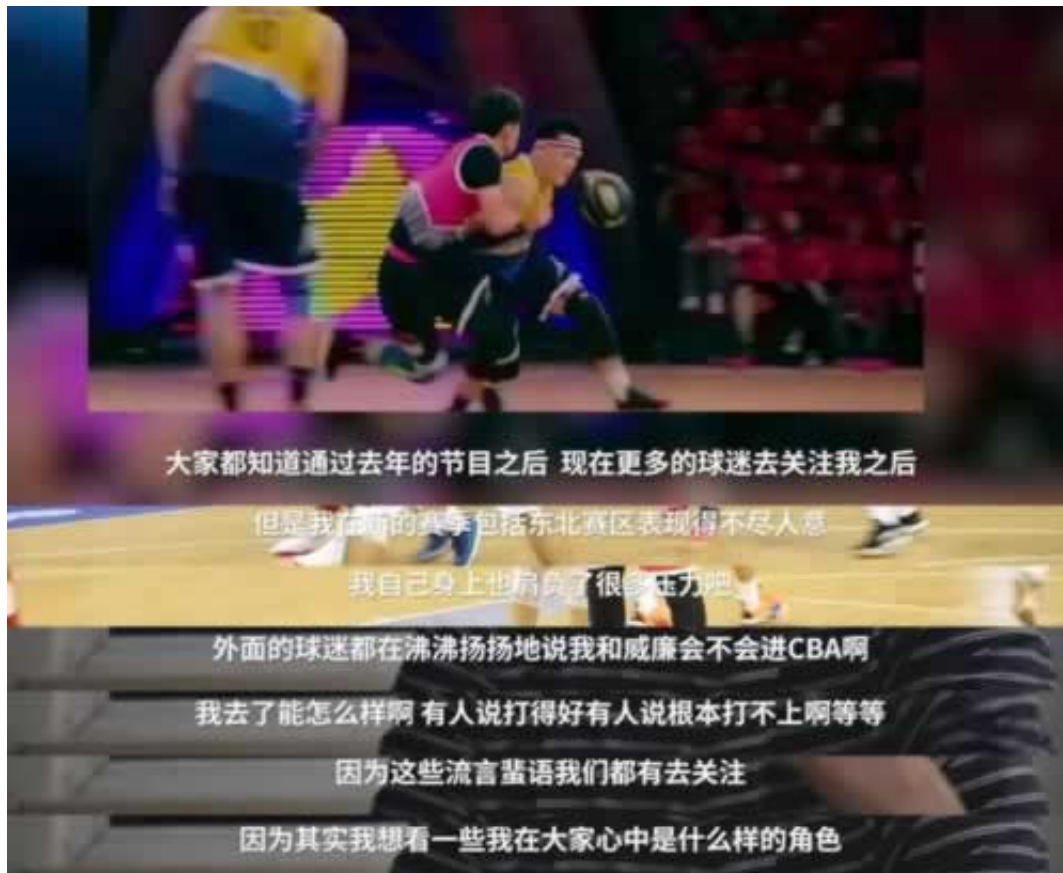 大家都知道通过去年的节目之后 现在更多的球迷去关注我之后
但是我在前的赛季包括东北赛区表现得不尽人意
我自己身上也肩负了很多压力吧
外面的球迷都在沸沸扬扬地说我和威廉会不会进CBA啊
我去了能怎么样啊 有人说打得好有人说根本打不上啊等等
因为这些流言蜚语我们都有去关注
因为其实我想看一些我在大家心中是什么样的角色